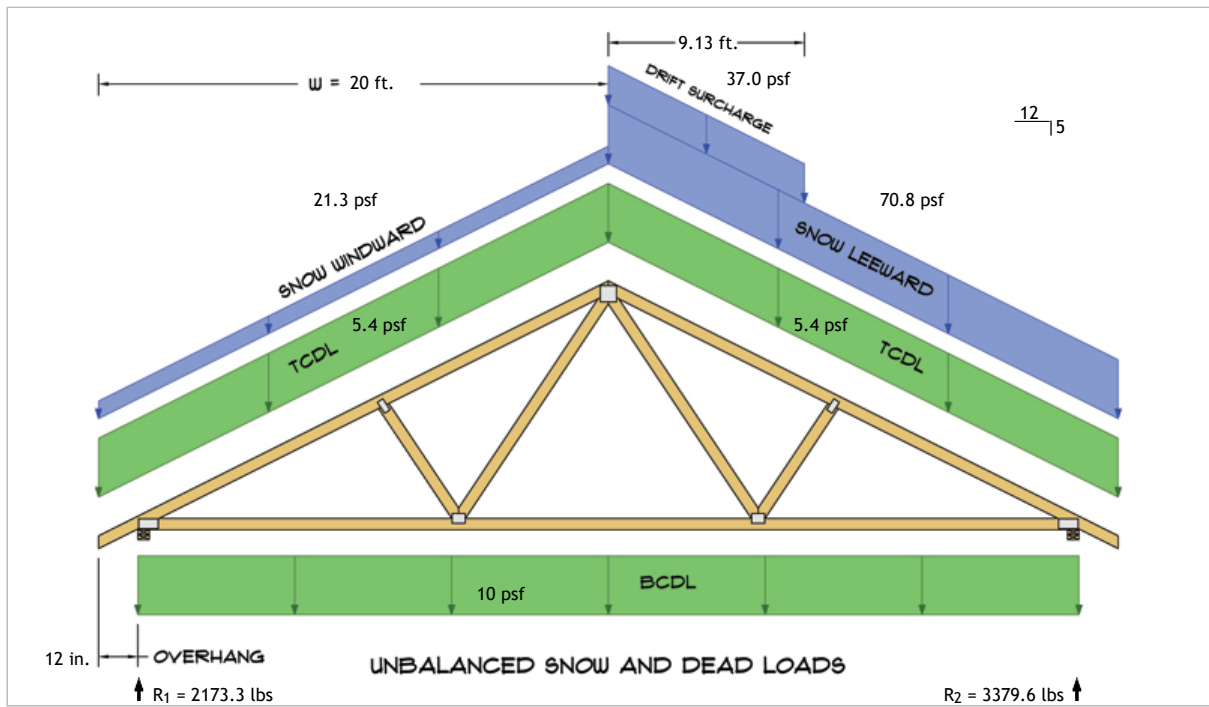 9.13 ft.
W = 20 ft.
DRIFT SURCHARGE
37.0 psf
12
5
21.3 psf
70.8 psf
SNOW WINDWARD
SNOW LEEWARD
5.4 psf
5.4 psf
TCDL
TCDL
10 psf
BCDL
12 in.
OVERHANG
UNBALANCED SNOW AND DEAD LOADS
R1 = 2173.3 lbs
R2 = 3379.6 lbs